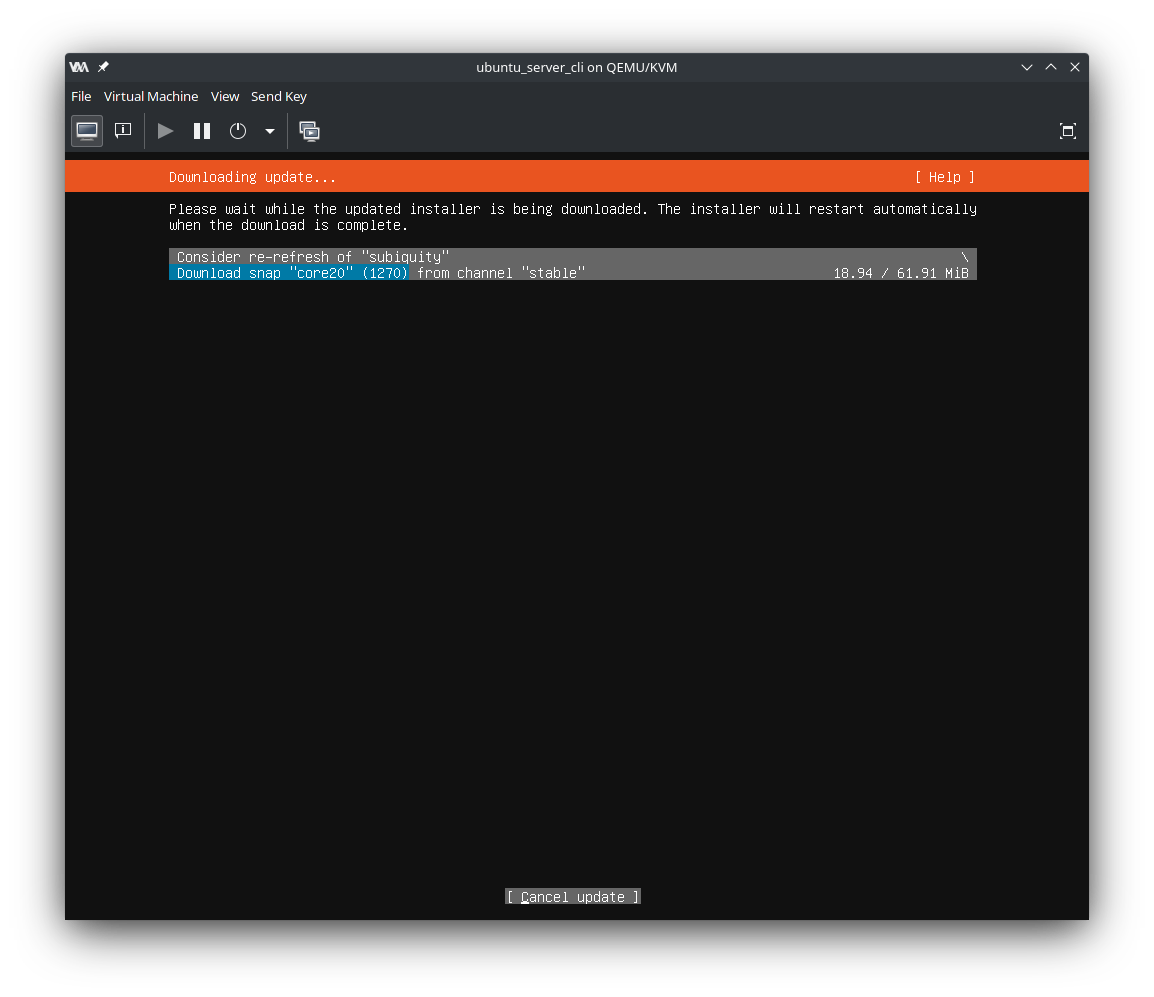 ubuntu_server_cli on QEMU/KVM
File Virtual Machine View Send Key
Downloading update... [ Help ]
Please wait while the updated installer is being downloaded. The installer will restart automatically
when the download is complete.
Consider re-refresh of "subiquity" \
Download snap "core20" (1270) from channel "stable" 18.94 / 61.91 MiB
[ Cancel update ]